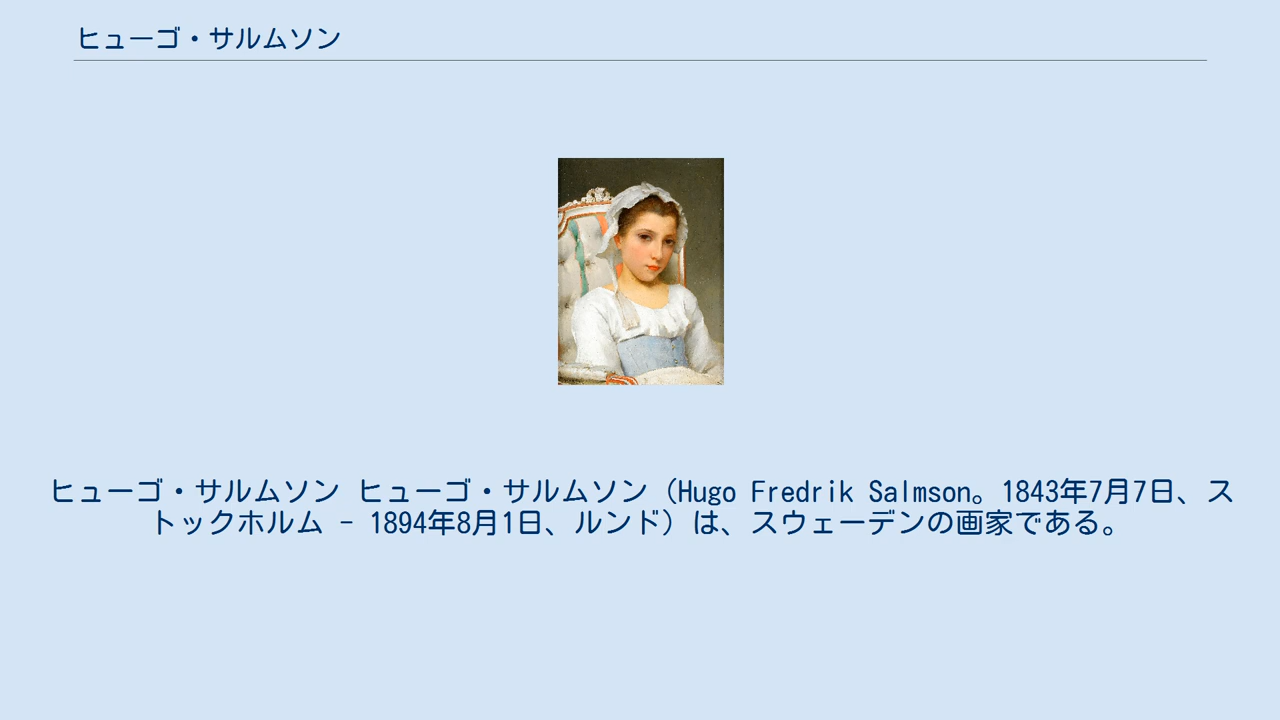 ヒューゴ・サルムソン
ヒューゴ・サルムソン ヒューゴ・サルムソン（Hugo Fredrik Salmson。1843年7月7日、ス
トックホルム - 1894年8月1日、ルンド）は、スウェーデンの画家である。